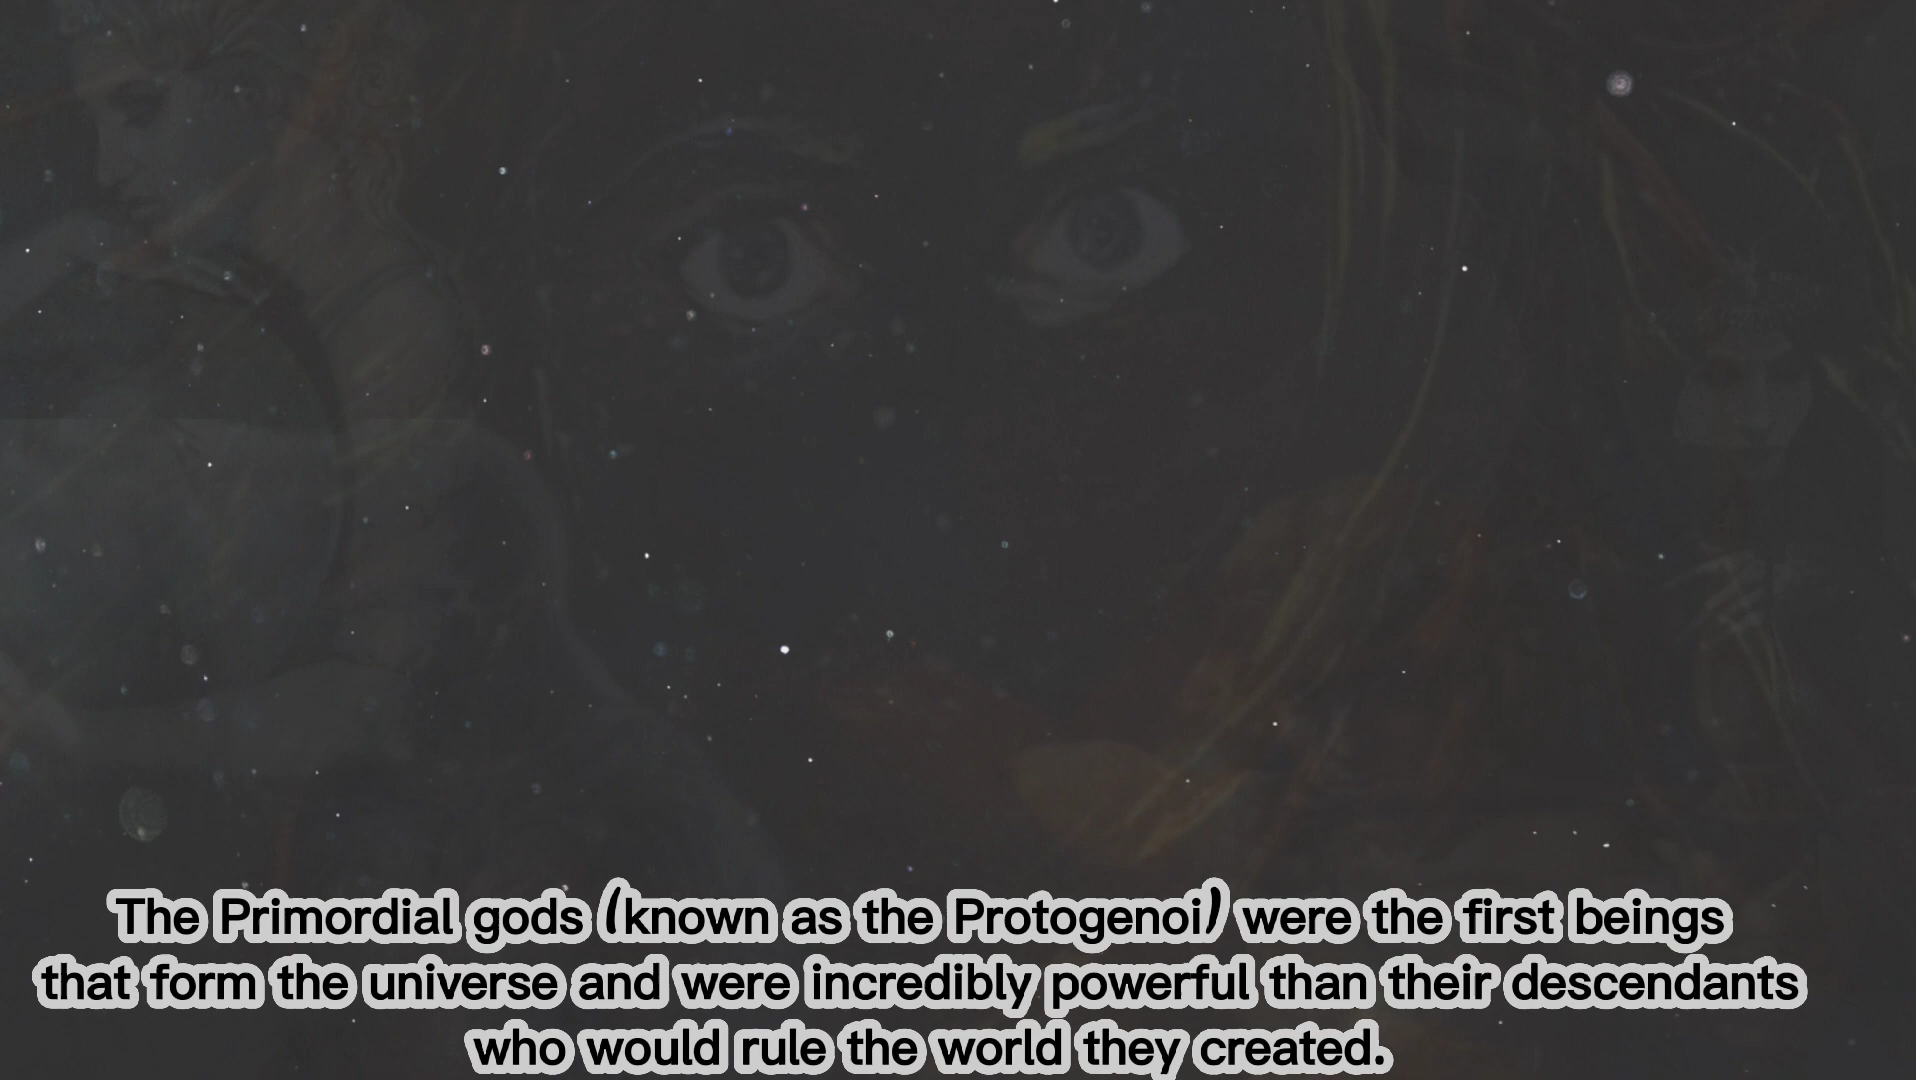 The Primordial gods (known as the Protogenoi) were the first beings
that form the universe and were incredibly powerful than their descendants
who would rule the world they created.